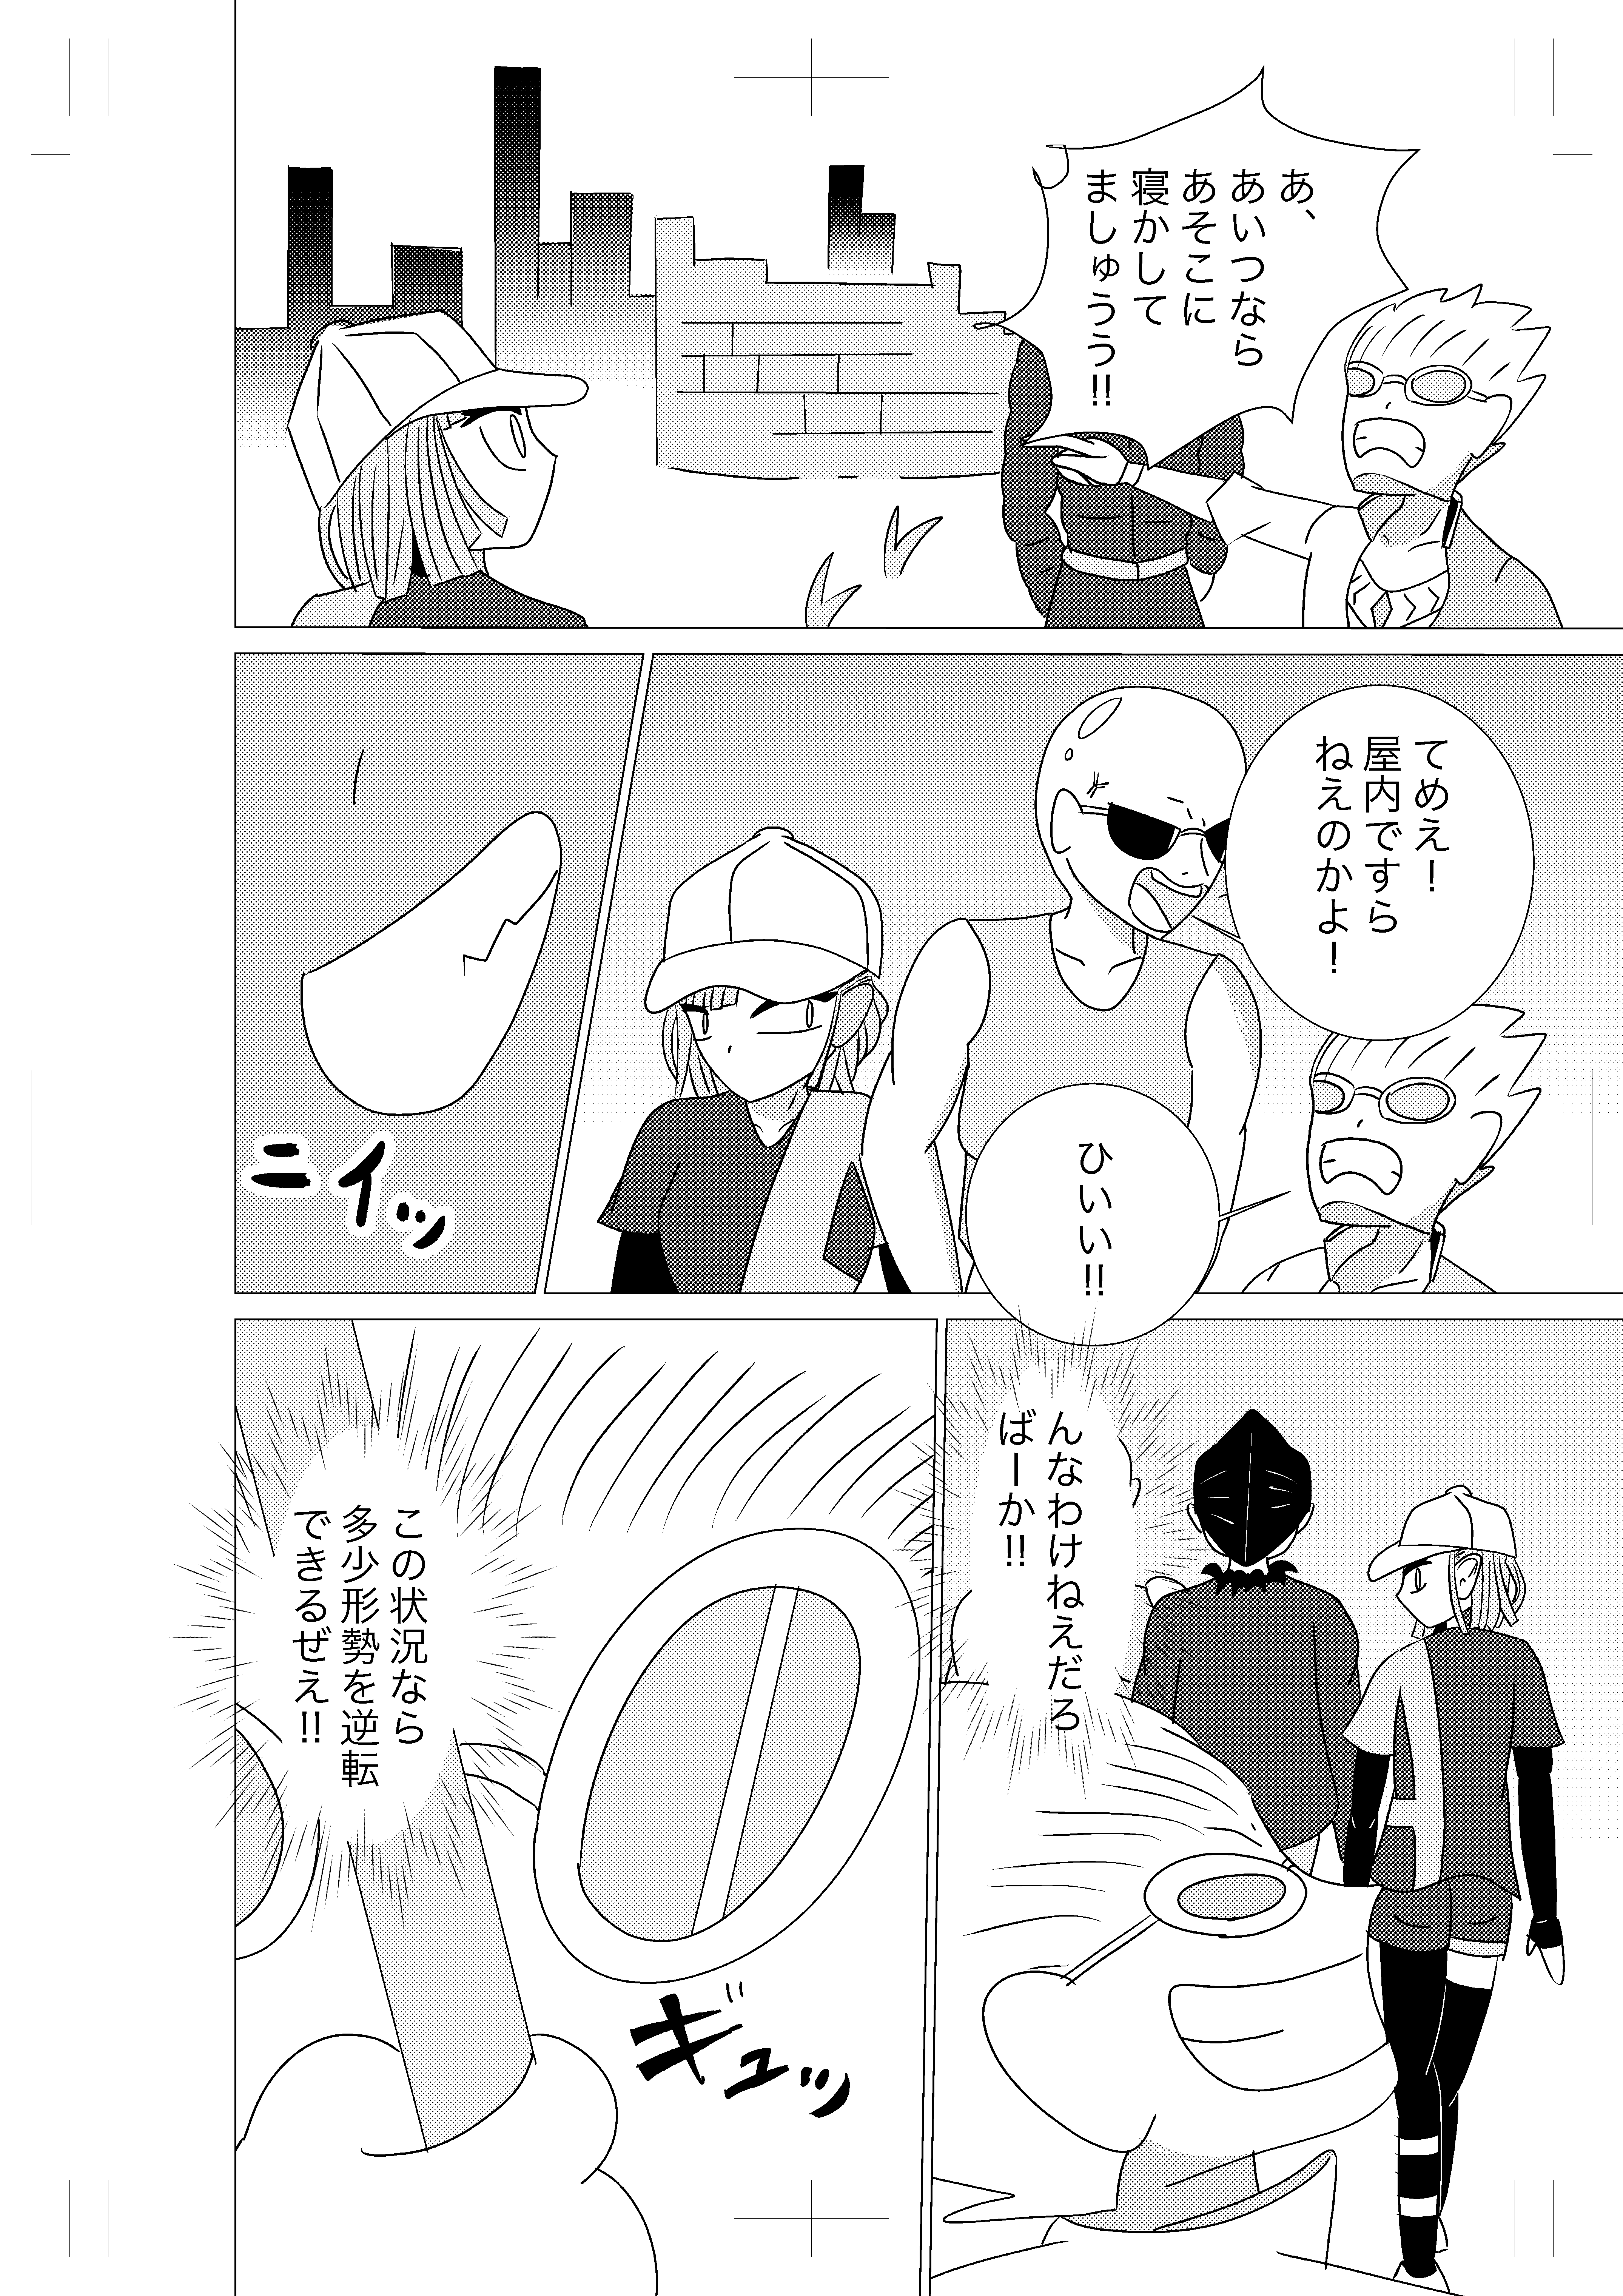 あ、
あいつなら
あそこに
寝かして
ましゅうう!!
てめえ！
屋内ですら
ねえのかよ！
ひいい!!
ニイッ
んなわけねえだろ
ばーか!!
この状況なら
多少形勢を逆転
できるぜえ!!
ギュッ